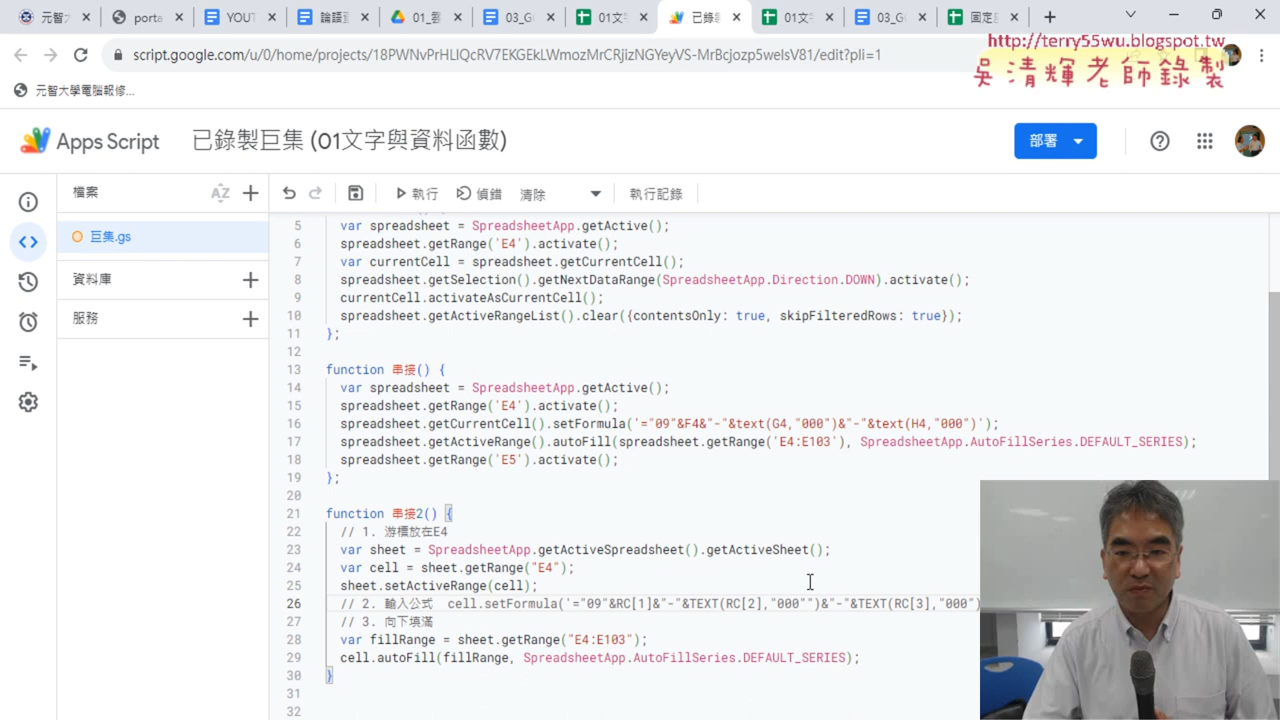 元智大
porta
YOUT
論語
01_
03_G
01文字
已錄
01文
03_G
固定
script.google.com/u/0/home/projects/18PWNvPrHLIQcRV7EKGEkLWmozMrCRjizNGYeyVS-MrBcjozp5welsV81/edit?pli=1
http://terry55wu.blogspot.tw
吳清輝老師錄製
元智大學電腦報修...
Apps Script
已錄製巨集 (01文字與資料函數)
部署
檔案
AZ
執行
偵錯
清除
執行記錄
巨集.gs
資料庫
服務
5 var spreadsheet = SpreadsheetApp.getActive();
6 spreadsheet.getRange('E4').activate();
7 var currentCell = spreadsheet.getCurrentCell();
8 spreadsheet.getSelection().getNextDataRange(SpreadsheetApp.Direction.DOWN).activate();
9 currentCell.activateAsCurrentCell();
10 spreadsheet.getActiveRangeList().clear({contentsOnly: true, skipFilteredRows: true});
11 };
12
13 function 串接() {
14 var spreadsheet = SpreadsheetApp.getActive();
15 spreadsheet.getRange('E4').activate();
16 spreadsheet.getCurrentCell().setFormula('="09"&F4&"-"&text(G4,"000")&"-"&text(H4,"000")');
17 spreadsheet.getActiveRange().autoFill(spreadsheet.getRange('E4:E103'), SpreadsheetApp.AutoFillSeries.DEFAULT_SERIES);
18 spreadsheet.getRange('E5').activate();
19 };
20
21 function 串接2() {
22 // 1. 游標放在E4
23 var sheet = SpreadsheetApp.getActiveSpreadsheet().getActiveSheet();
24 var cell = sheet.getRange("E4");
25 sheet.setActiveRange(cell);
26 // 2. 輸入公式 cell.setFormula('="09"&RC[1]&"-"&TEXT(RC[2],"000"")&"-"&TEXT(RC[3],"000")
27 // 3. 向下填滿
28 var fillRange = sheet.getRange("E4:E103");
29 cell.autoFill(fillRange, SpreadsheetApp.AutoFillSeries.DEFAULT_SERIES);
30 }
31
32